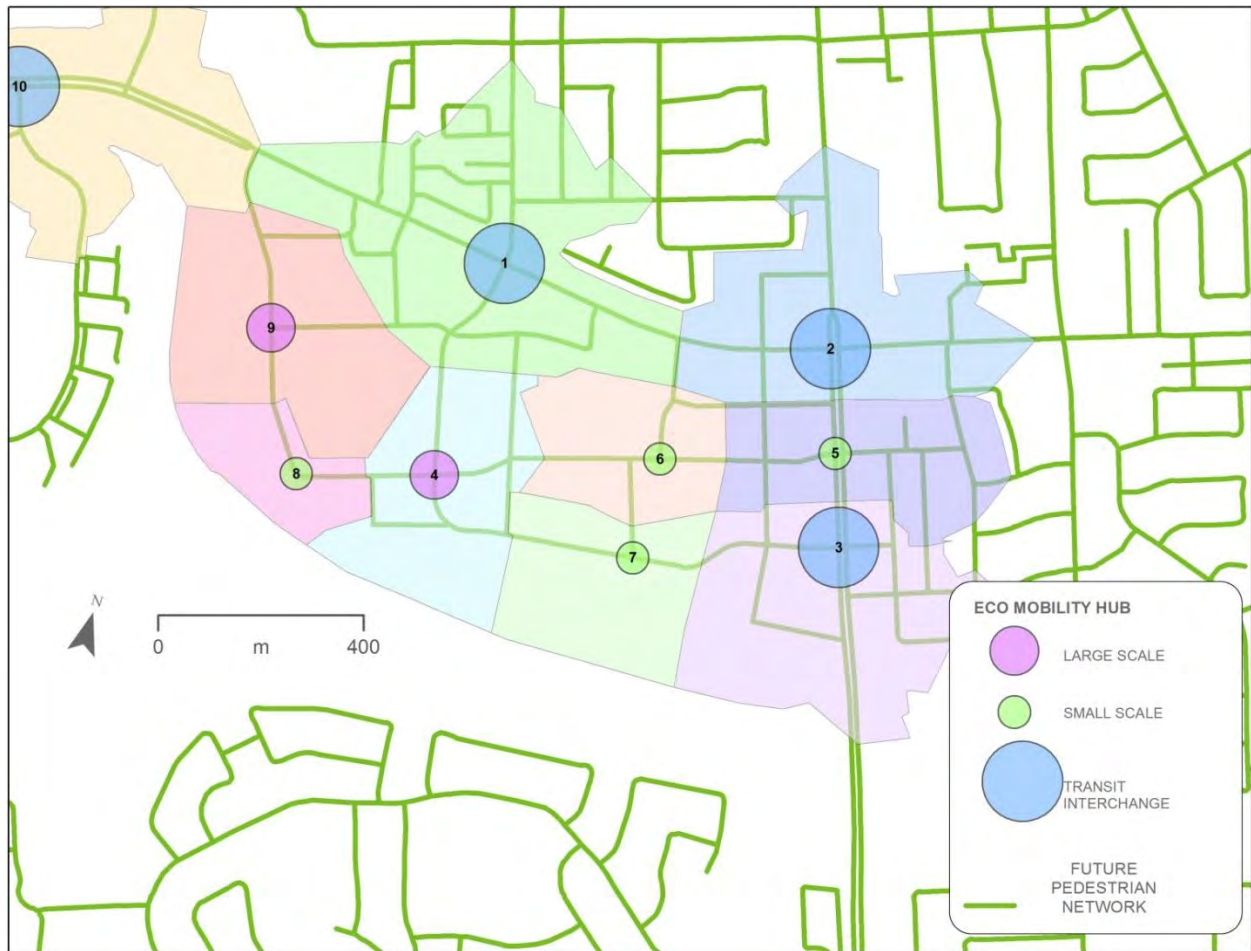 10
1
2
9
8
4
6
5
7
3
N
0 400
m
ECO MOBILITY HUB
LARGE SCALE
SMALL SCALE
TRANSIT
INTERCHANGE
FUTURE
PEDESTRIAN
NETWORK